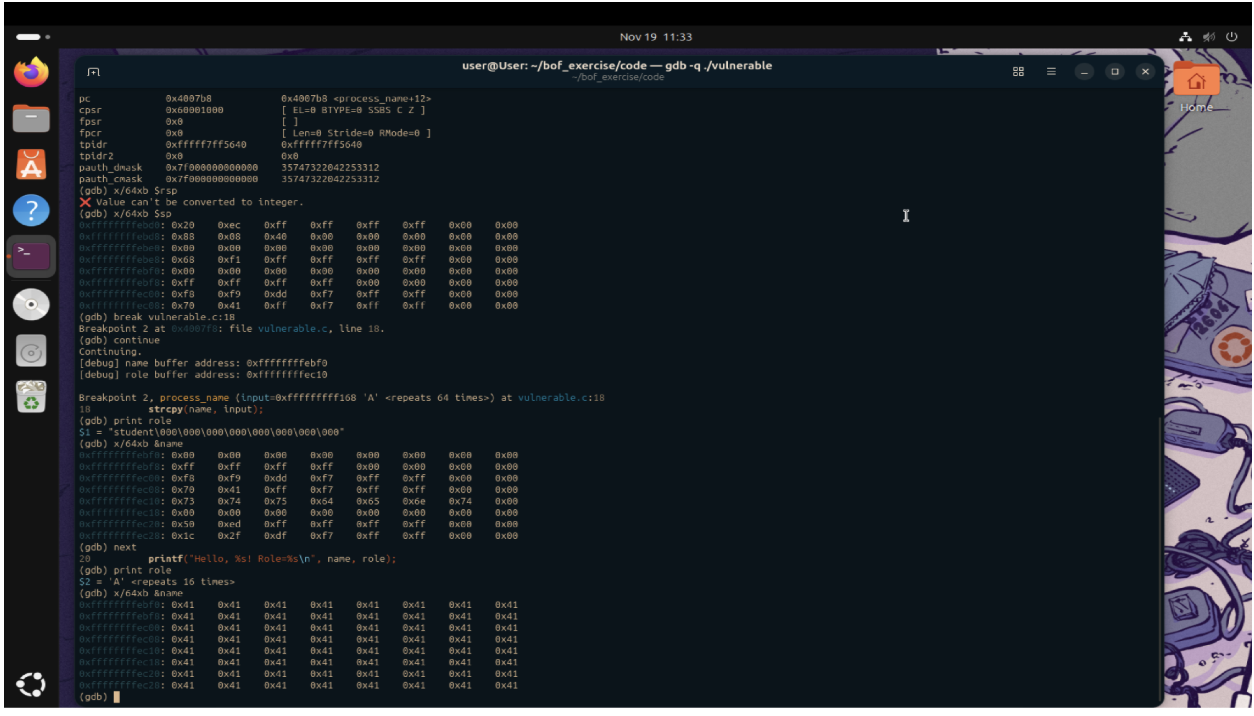 Nov 19 11:33
user@User: ~/bof_exercise/code — gdb -q ./vulnerable
~/bof_exercise/code
Home
pc 0x4007b8 0x4007b8 <process_name+12>
cpsr 0x60001000 [ EL=0 BTYPE=0 SSBS C Z ]
fpsr 0x0 [ ]
fpcr 0x0 [ Len=0 Stride=0 RMode=0 ]
tpidr 0xfffff7ff5640 0xfffff7ff5640
tpidr2 0x0 0x0
pauth_dmask 0x7f000000000000 35747322042253312
pauth_cmask 0x7f000000000000 35747322042253312
(gdb) x/64xb $rsp
❌ Value can't be converted to integer.
(gdb) x/64xb $sp
0xffffffffebd0: 0x20 0xec 0xff 0xff 0xff 0xff 0x00 0x00
0xffffffffebd8: 0x88 0x08 0x40 0x00 0x00 0x00 0x00 0x00
0xffffffffebe0: 0x00 0x00 0x00 0x00 0x00 0x00 0x00 0x00
0xffffffffebe8: 0x68 0xf1 0xff 0xff 0xff 0xff 0x00 0x00
0xffffffffebf0: 0x00 0x00 0x00 0x00 0x00 0x00 0x00 0x00
0xffffffffebf8: 0xff 0xff 0xff 0xff 0x00 0x00 0x00 0x00
0xffffffffec00: 0xf8 0xf9 0xdd 0xf7 0xff 0xff 0x00 0x00
0xffffffffec08: 0x70 0x41 0xff 0xf7 0xff 0xff 0x00 0x00
(gdb) break vulnerable.c:18
Breakpoint 2 at 0x4007f8: file vulnerable.c, line 18.
(gdb) continue
Continuing.
[debug] name buffer address: 0xffffffffebf0
[debug] role buffer address: 0xffffffffec10
Breakpoint 2, process_name (input=0xfffffffff168 'A' <repeats 64 times>) at vulnerable.c:18
18 strcpy(name, input);
(gdb) print role
$1 = "student\000\000\000\000\000\000\000\000"
(gdb) x/64xb &name
0xffffffffebf0: 0x00 0x00 0x00 0x00 0x00 0x00 0x00 0x00
0xffffffffebf8: 0xff 0xff 0xff 0xff 0x00 0x00 0x00 0x00
0xffffffffec00: 0xf8 0xf9 0xdd 0xf7 0xff 0xff 0x00 0x00
0xffffffffec08: 0x70 0x41 0xff 0xf7 0xff 0xff 0x00 0x00
0xffffffffec10: 0x73 0x74 0x75 0x64 0x65 0x6e 0x74 0x00
0xffffffffec18: 0x00 0x00 0x00 0x00 0x00 0x00 0x00 0x00
0xffffffffec20: 0x50 0xed 0xff 0xff 0xff 0xff 0x00 0x00
0xffffffffec28: 0x1c 0x2f 0xdf 0xf7 0xff 0xff 0x00 0x00
(gdb) next
20 printf("Hello, %s! Role=%s\n", name, role);
(gdb) print role
$2 = 'A' <repeats 16 times>
(gdb) x/64xb &name
0xffffffffebf0: 0x41 0x41 0x41 0x41 0x41 0x41 0x41 0x41
0xffffffffebf8: 0x41 0x41 0x41 0x41 0x41 0x41 0x41 0x41
0xffffffffec00: 0x41 0x41 0x41 0x41 0x41 0x41 0x41 0x41
0xffffffffec08: 0x41 0x41 0x41 0x41 0x41 0x41 0x41 0x41
0xffffffffec10: 0x41 0x41 0x41 0x41 0x41 0x41 0x41 0x41
0xffffffffec18: 0x41 0x41 0x41 0x41 0x41 0x41 0x41 0x41
0xffffffffec20: 0x41 0x41 0x41 0x41 0x41 0x41 0x41 0x41
0xffffffffec28: 0x41 0x41 0x41 0x41 0x41 0x41 0x41 0x41
(gdb)